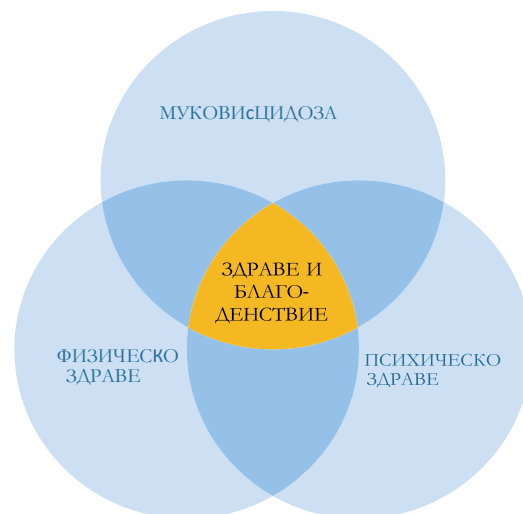 МУКОВИсЦИДОЗА
ЗДРАВЕ И
БЛАГО-
ДЕНСТВИЕ
ФИЗИЧЕСКО
ЗДРАВЕ
ПСИХИЧЕСКО
ЗДРАВЕ